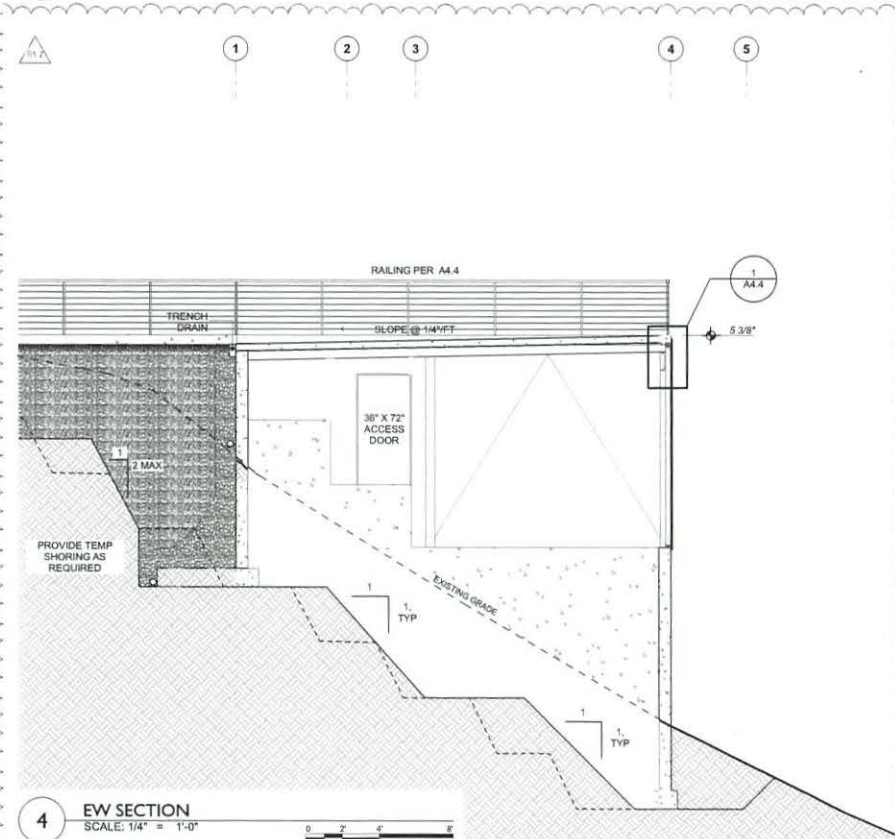 1 2 3 4 5
RAILING PER A4.4
1
A4.4
TRENCH
DRAIN
SLOPE @ 1/4"/FT
5 3/8"
36" X 72"
ACCESS
DOOR
1
2 MAX
PROVIDE TEMP
SHORING AS
REQUIRED
EXISTING GRADE
1
1,
TYP
1
1,
TYP
4
EW SECTION
SCALE: 1/4" = 1'-0"
0 2' 4' 8'